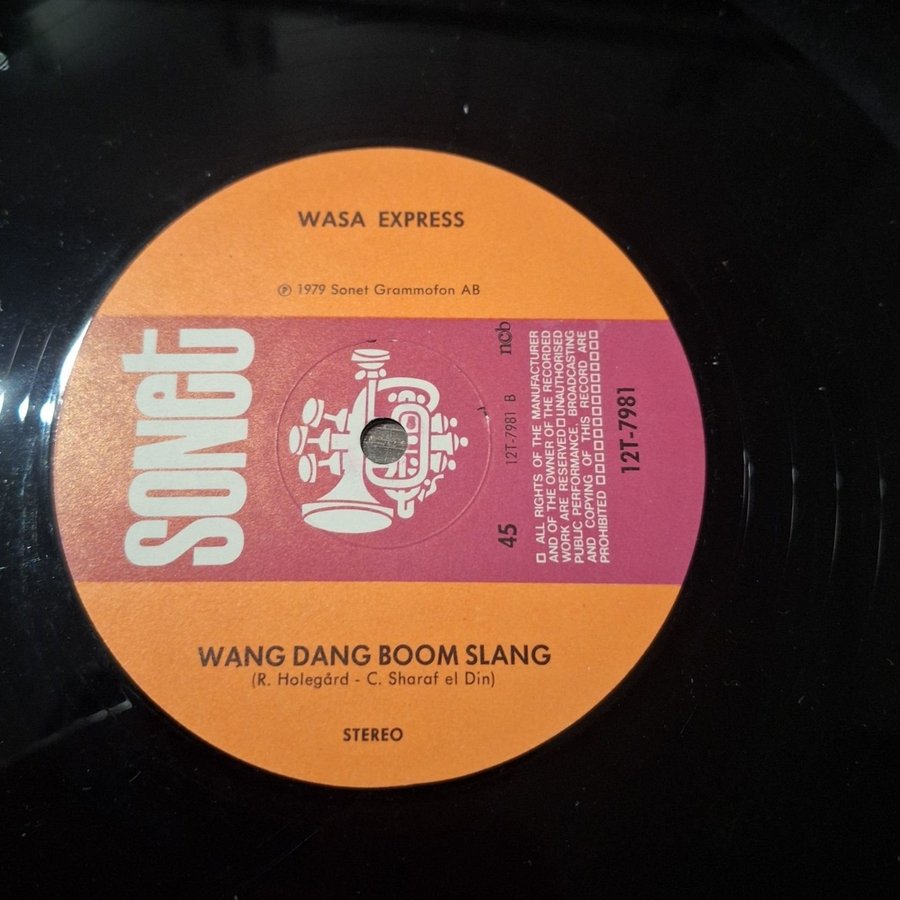 WASA EXPRESS
℗ 1979 Sonet Grammofon AB
sonet
ncb
12T-7981 B
45
□ ALL RIGHTS OF THE MANUFACTURER
AND OF THE OWNER OF THE RECORDED
WORK ARE RESERVED □ UNAUTHORISED
PUBLIC PERFORMANCE, BROADCASTING
AND COPYING OF THIS RECORD ARE
PROHIBITED □□□□□□□□□□□□
12T-7981
WANG DANG BOOM SLANG
(R. Holegård - C. Sharaf el Din)
STEREO